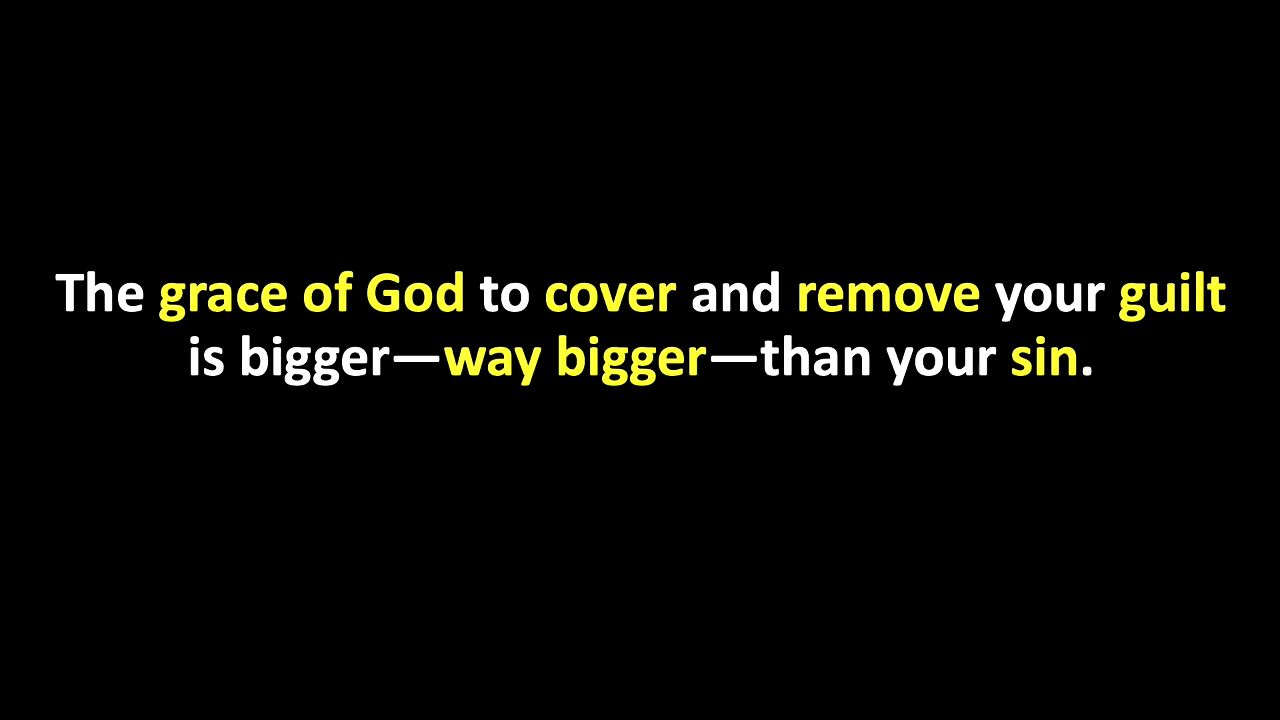 The grace of God to cover and remove your guilt
is bigger—way bigger—than your sin.